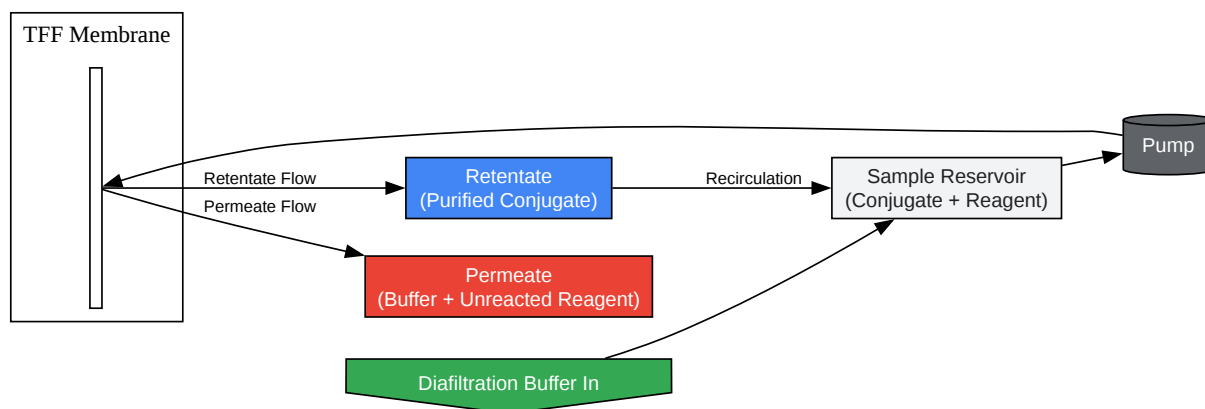 TFF Membrane
Pump
Retentate Flow
Retentate
(Purified Conjugate)
Recirculation
Sample Reservoir
(Conjugate + Reagent)
Permeate Flow
Permeate
(Buffer + Unreacted Reagent)
Diafiltration Buffer In